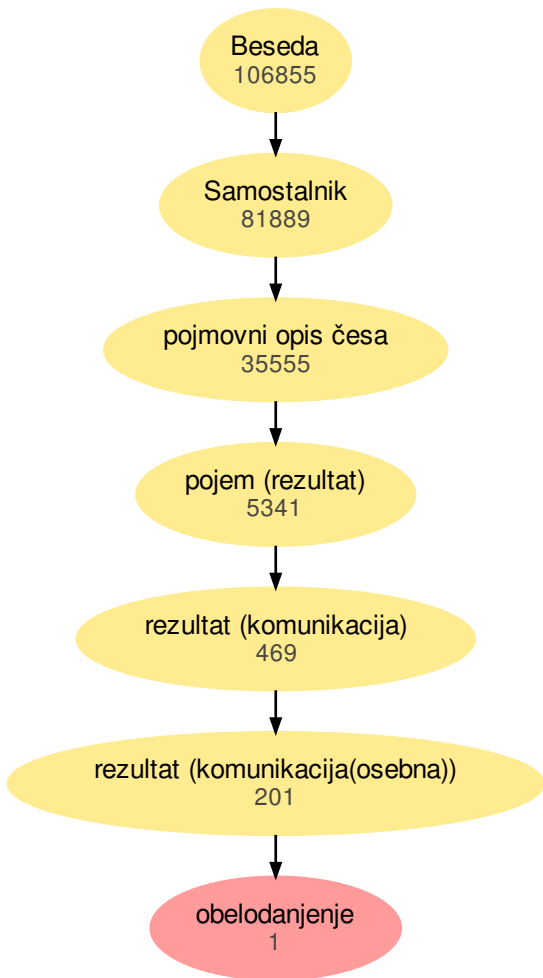 Beseda
106855
Samostalnik
81889
pojmovni opis česa
35555
pojem (rezultat)
5341
rezultat (komunikacija)
469
rezultat (komunikacija(osebna))
201
obelodanjenje
1